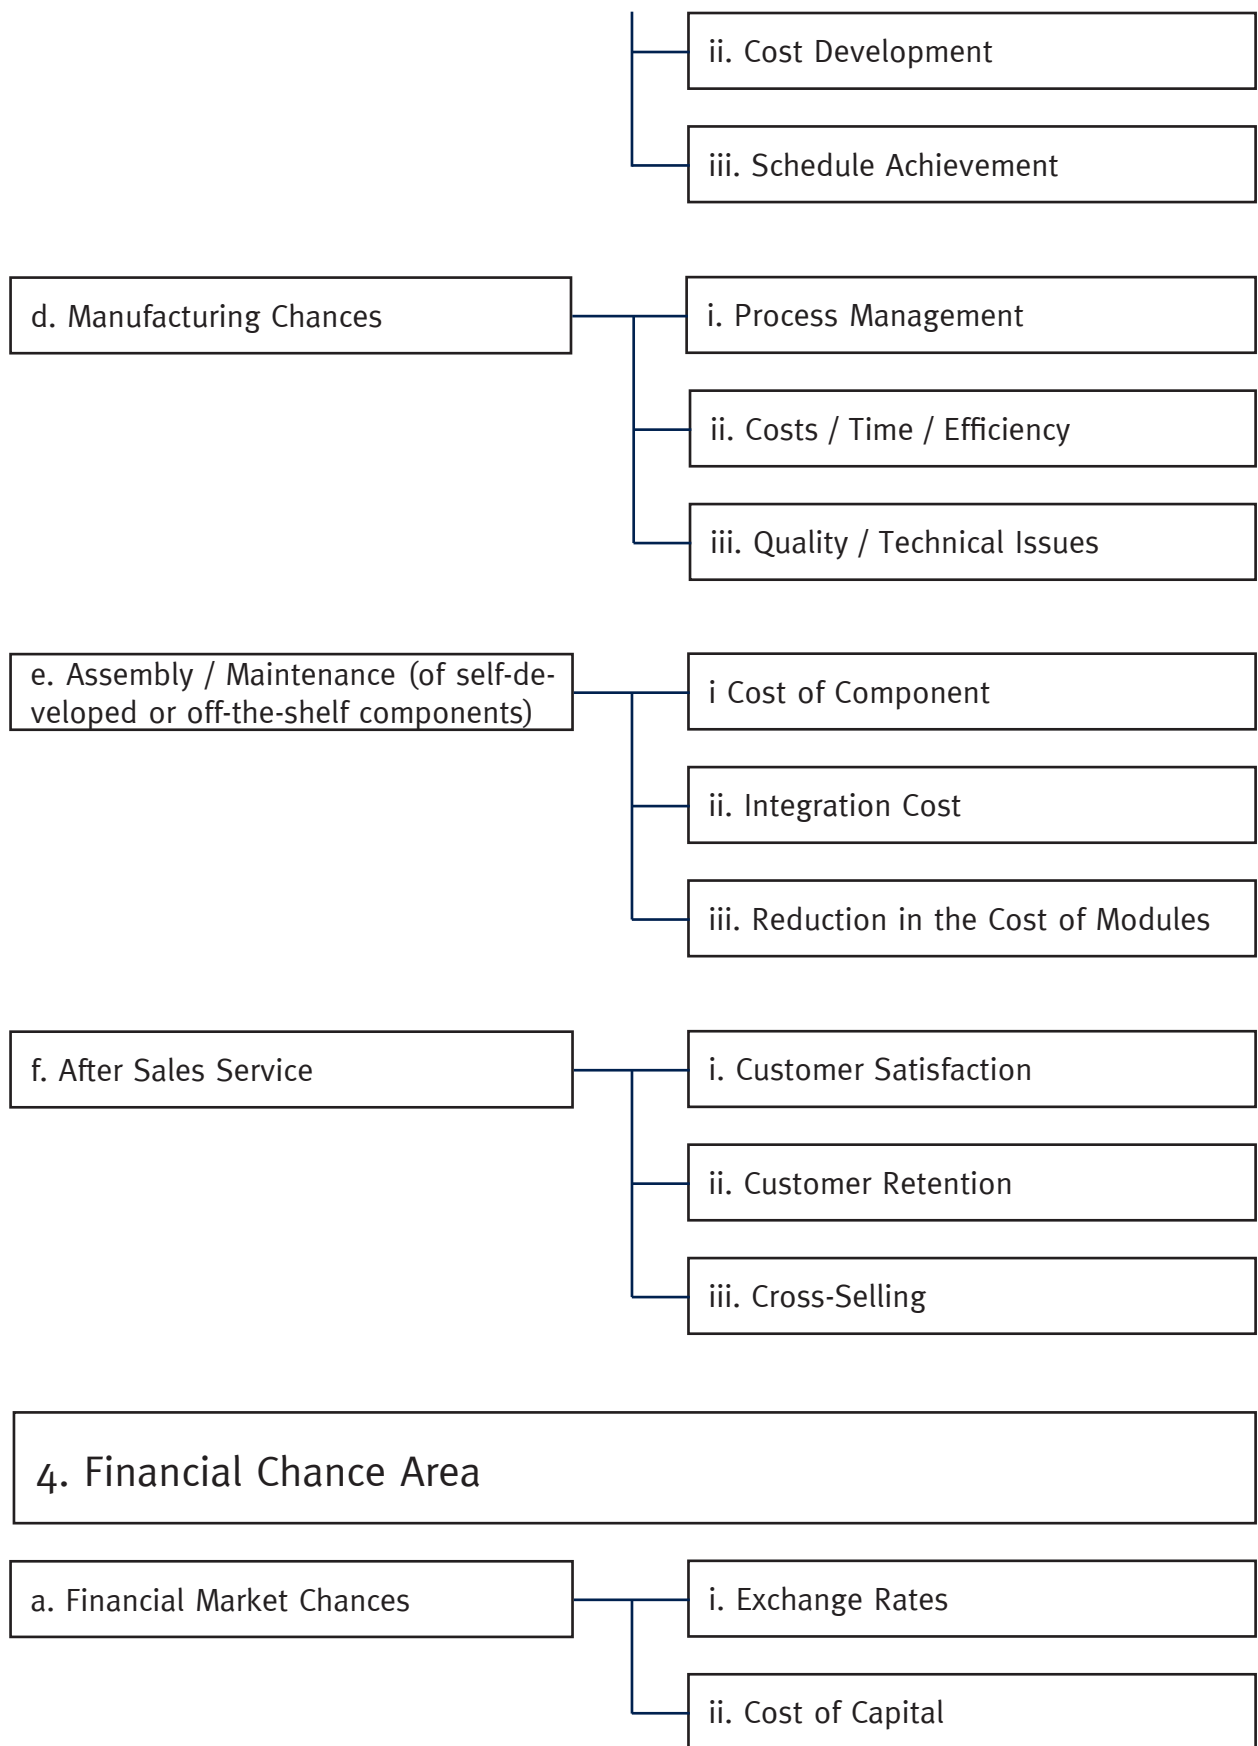 ii. Cost Development
iii. Schedule Achievement
d. Manufacturing Chances
i. Process Management
ii. Costs / Time / Efficiency
iii. Quality / Technical Issues
e. Assembly / Maintenance (of self-de-
veloped or off-the-shelf components)
i Cost of Component
ii. Integration Cost
iii. Reduction in the Cost of Modules
f. After Sales Service
i. Customer Satisfaction
ii. Customer Retention
iii. Cross-Selling
4. Financial Chance Area
a. Financial Market Chances
i. Exchange Rates
ii. Cost of Capital